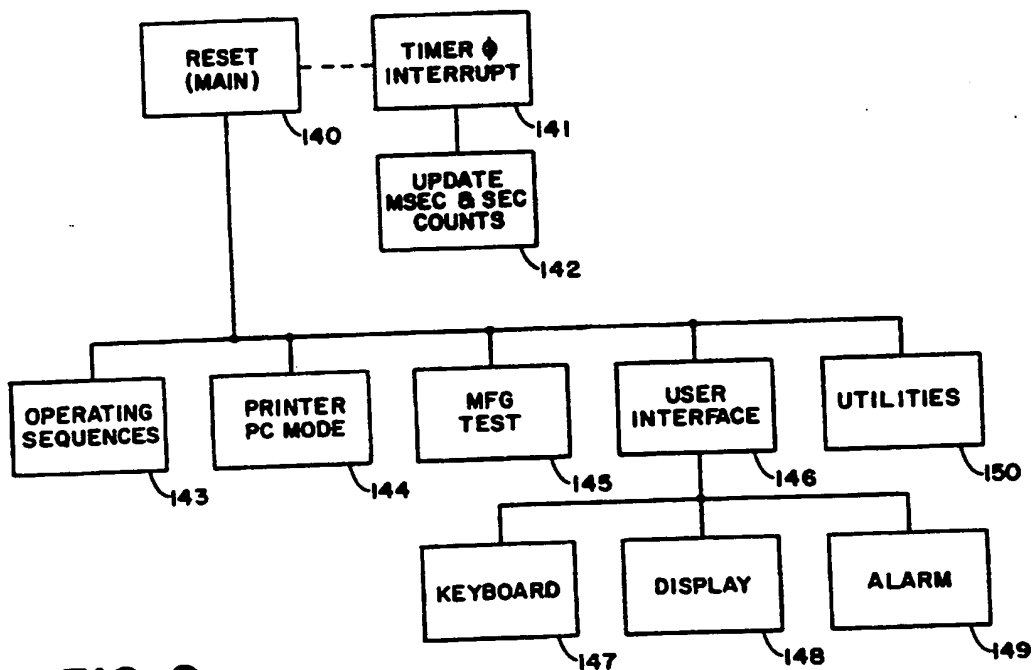 RESET
(MAIN)
140
TIMER ϕ
INTERRUPT
141
UPDATE
MSEC & SEC
COUNTS
142
OPERATING
SEQUENCES
143
PRINTER
PC MODE
144
MFG
TEST
145
USER
INTERFACE
146
UTILITIES
150
KEYBOARD
147
DISPLAY
148
ALARM
149